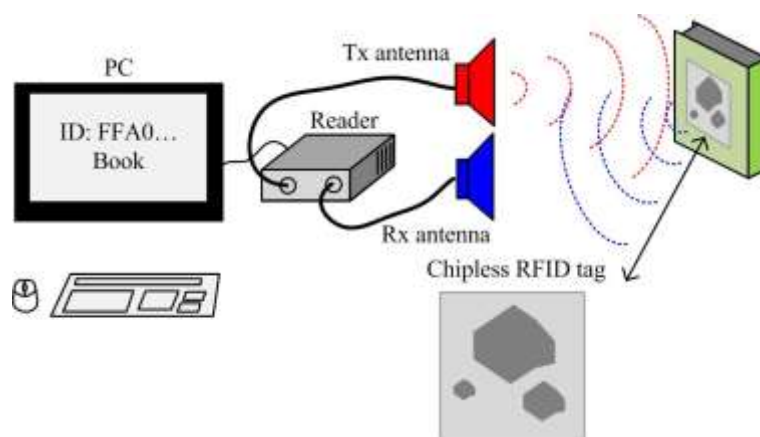 PC
ID: FFA0...
Book
Reader
Tx antenna
Rx antenna
Chipless RFID tag